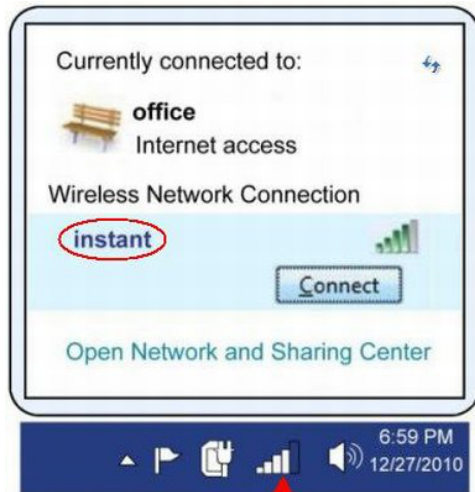 Currently connected to:
office
Internet access
Wireless Network Connection
instant
Connect
Open Network and Sharing Center
6:59 PM
12/27/2010